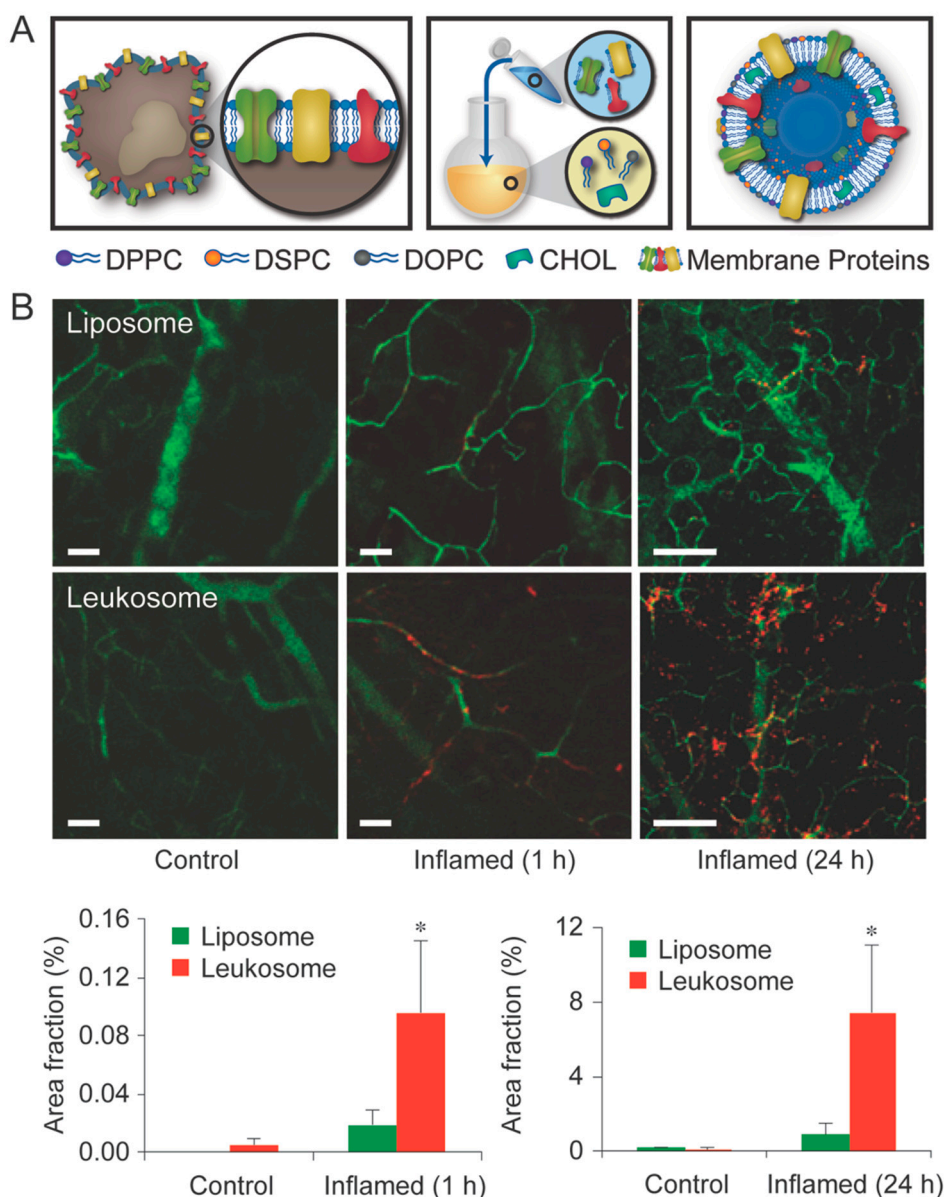 A
DPPC DSPC DOPC CHOL Membrane Proteins
B
Liposome
Leukosome
Control Inflamed (1 h) Inflamed (24 h)
Area fraction (%)
0.16
0.12
0.08
0.04
0.00
Liposome
Leukosome
*
Control Inflamed (1 h)
Area fraction (%)
12
8
4
0
Liposome
Leukosome
*
Control Inflamed (24 h)